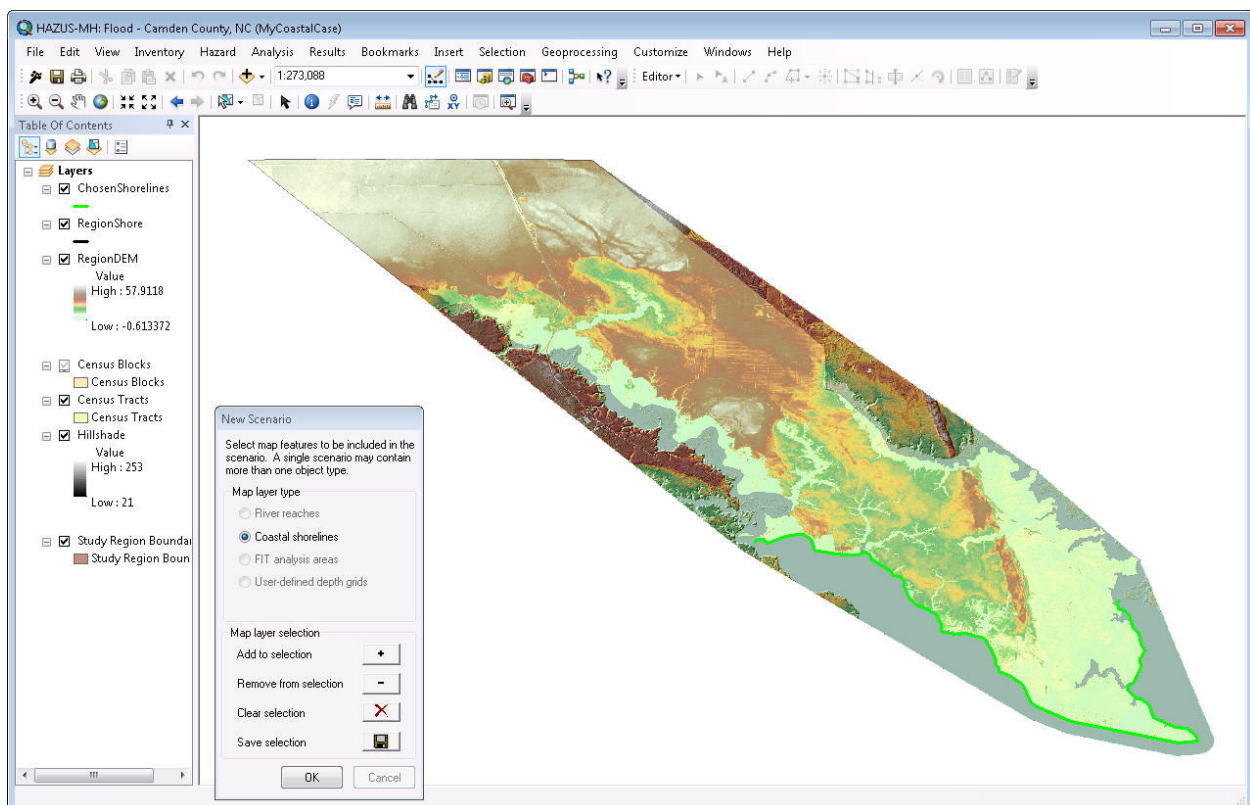 HAZUS-MH: Flood - Camden County, NC (MyCoastalCase)
File Edit View Inventory Hazard Analysis Results Bookmarks Insert Selection Geoprocessing Customize Windows Help
1:273,088
Editor
Table Of Contents
Layers
ChosenShorelines
RegionShore
RegionDEM
Value
High : 57.9118
Low : -0.613372
Census Blocks
Census Blocks
Census Tracts
Census Tracts
Hillshade
Value
High : 253
Low : 21
Study Region Boundar
Study Region Boun
New Scenario
Select map features to be included in the
scenario. A single scenario may contain
more than one object type.
Map layer type
River reaches
Coastal shorelines
FIT analysis areas
User-defined depth grids
Map layer selection
Add to selection +
Remove from selection -
Clear selection
Save selection
OK Cancel